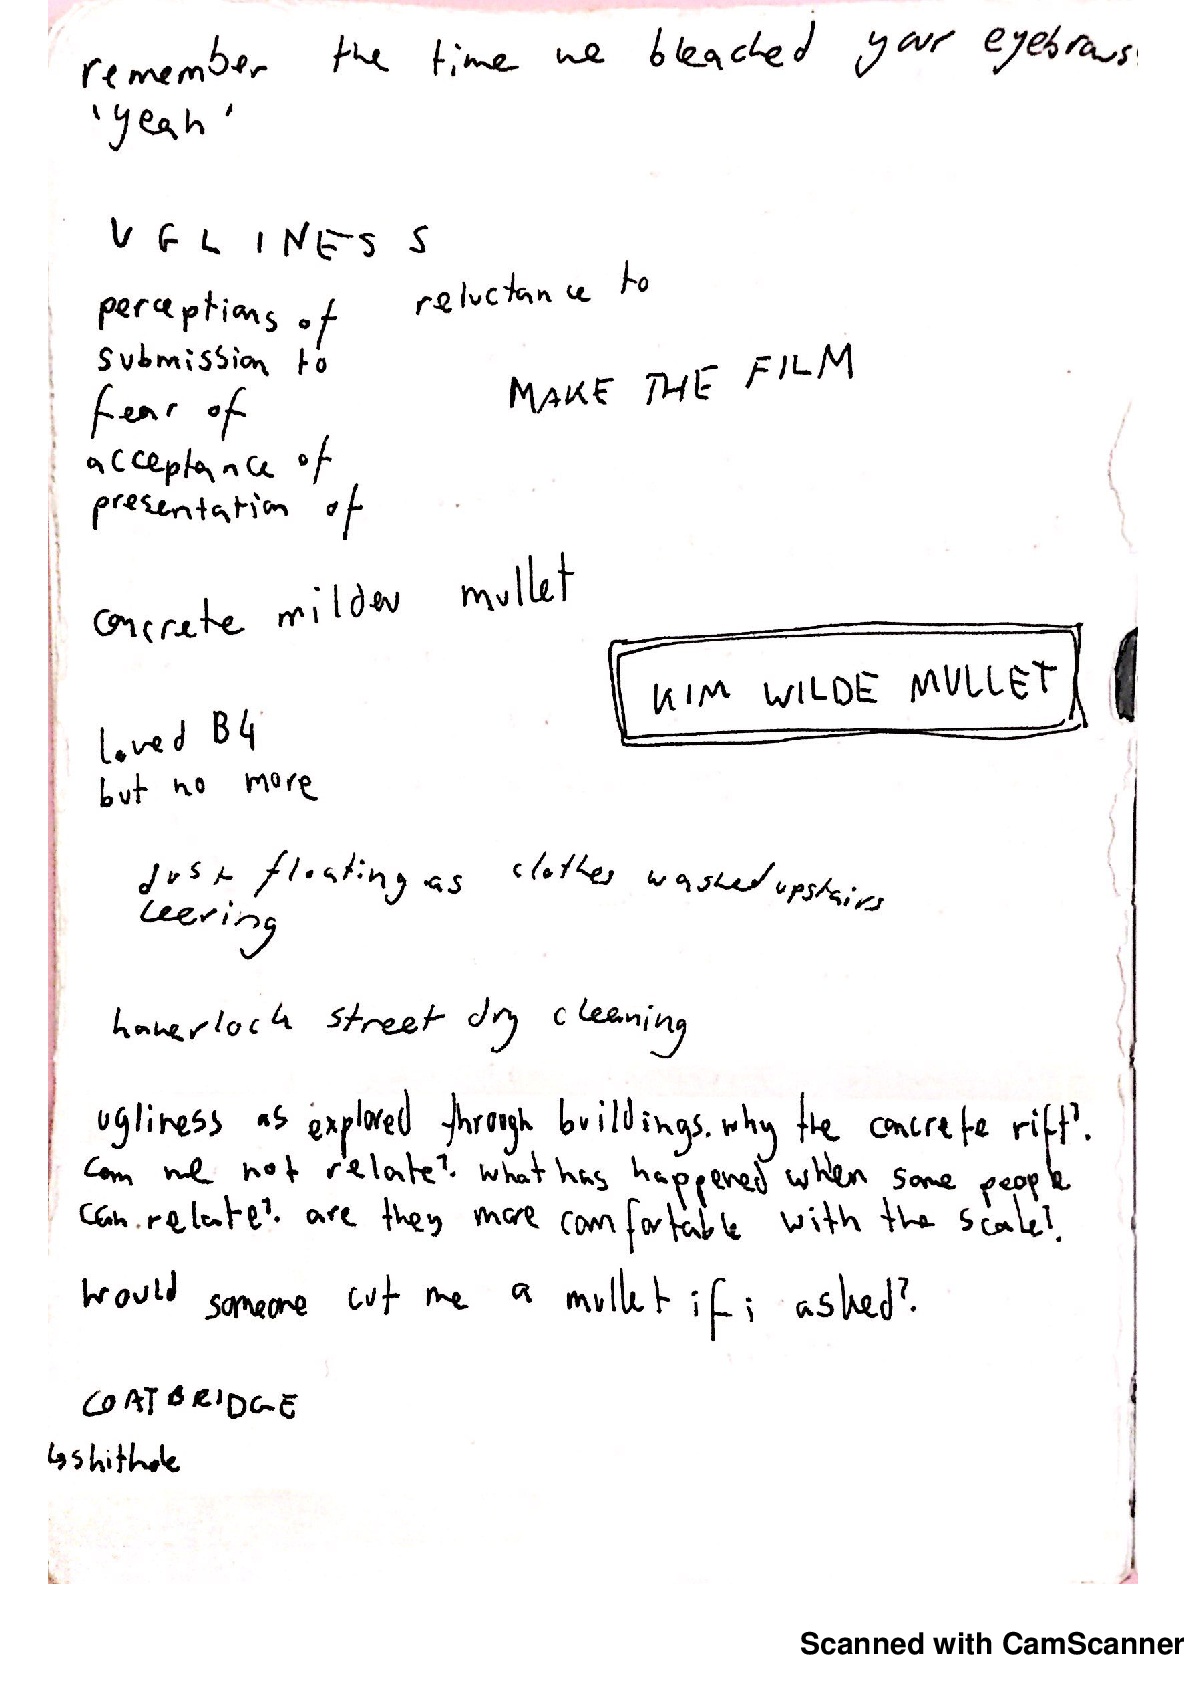 remember the time we bleached your eyebrows
'yeah'
UGLINESS
perceptions of reluctance to
submission to
fear of MAKE THE FILM
acceptance of
presentation of
concrete mildew mullet
KIM WILDE MULLET
loved B4
but no more
dust floating as clothes washed upstairs
leering
haverloch street dry cleaning
ugliness as explored through buildings. why the concrete rift?
can we not relate? what has happened when some people
can relate? are they more comfortable with the scale?
would someone cut me a mullet if i asked?
COATBRIDGE
↳shithole
Scanned with CamScanner